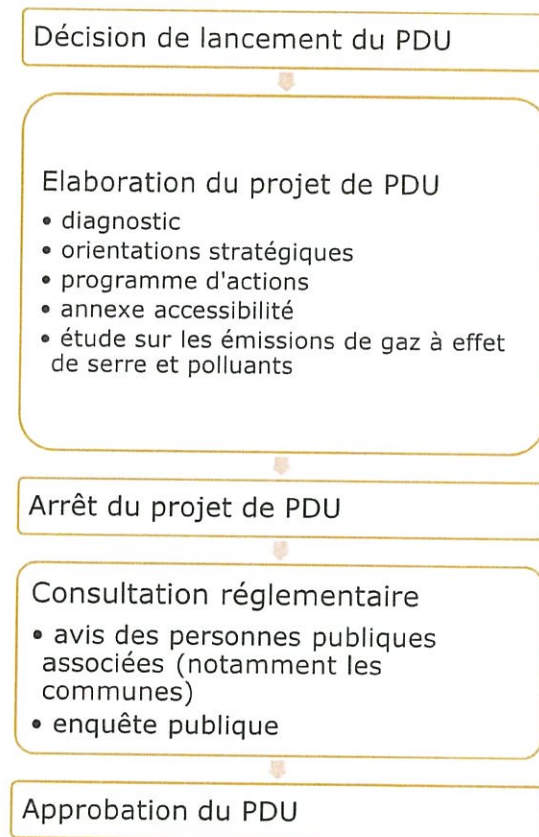 Décision de lancement du PDU
Elaboration du projet de PDU
• diagnostic
• orientations stratégiques
• programme d'actions
• annexe accessibilité
• étude sur les émissions de gaz à effet
de serre et polluants
Arrêt du projet de PDU
Consultation réglementaire
• avis des personnes publiques
associées (notamment les
communes)
• enquête publique
Approbation du PDU